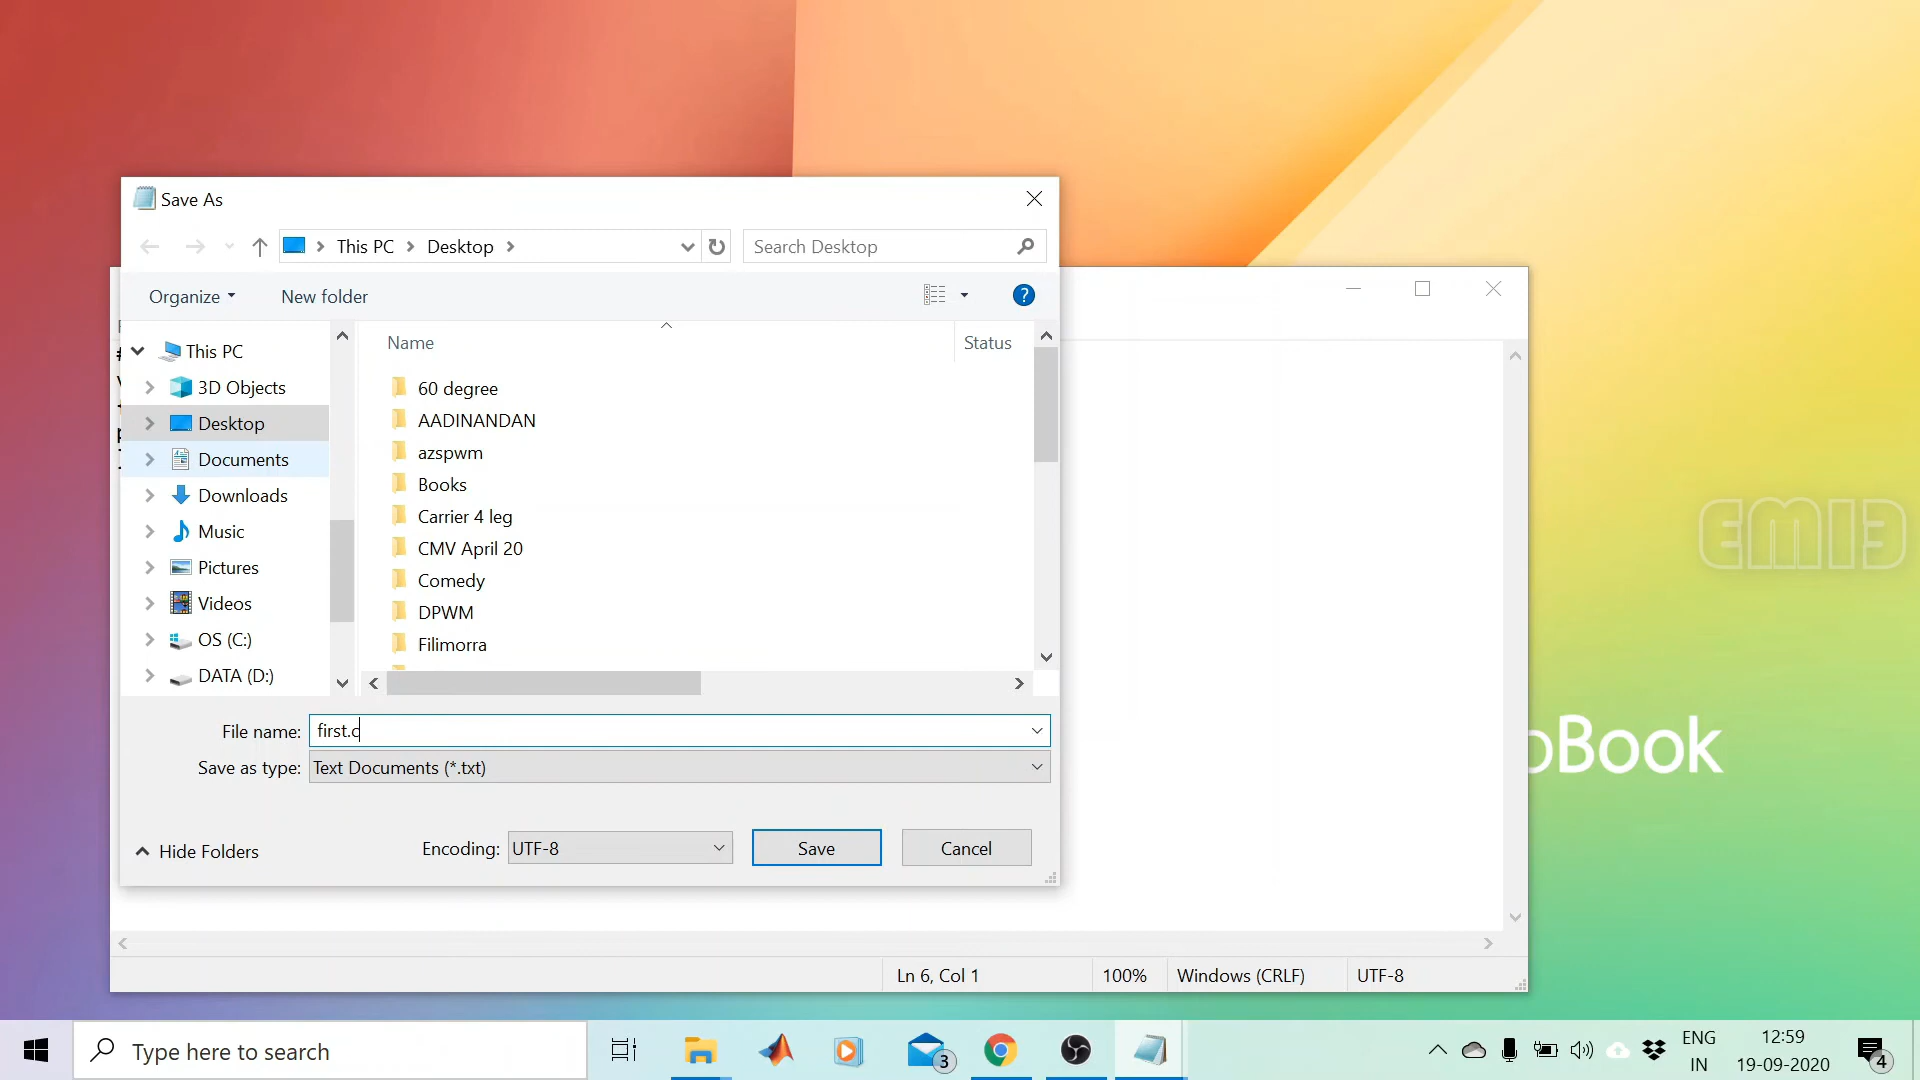 Save As
This PC
Desktop
Search Desktop
Organize
New folder
?
This PC
3D Objects
Desktop
Documents
Downloads
Music
Pictures
Videos
OS (C:)
DATA (D:)
Name
Status
60 degree
AADINANDAN
azspwm
Books
Carrier 4 leg
CMV April 20
Comedy
DPWM
Filimorra
File name: first.c
Save as type: Text Documents (*.txt)
Hide Folders
Encoding: UTF-8
Save
Cancel
Ln 6, Col 1
100%
Windows (CRLF)
UTF-8
oBook
Type here to search
3
ENG
IN
12:59
19-09-2020
4